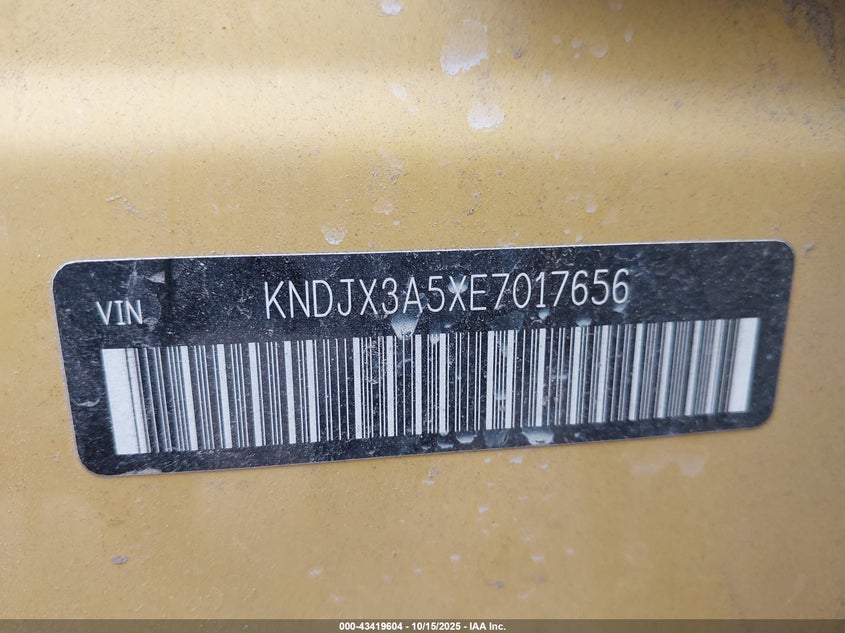 VIN KNDJX3A5XE7017656
000-43419604 | 10/15/2025 | IAA Inc.